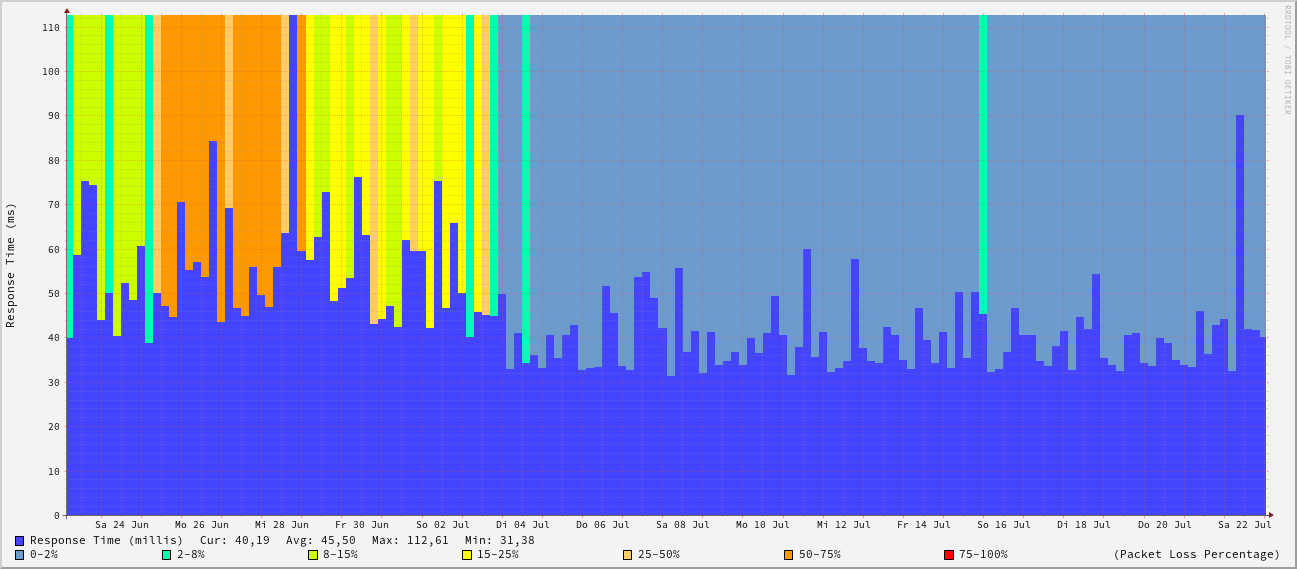 RRDTOOL / TOBI OETIKER
Response Time (ms)
110
100
90
80
70
60
50
40
30
20
10
0
Sa 24 Jun Mo 26 Jun Mi 28 Jun Fr 30 Jun So 02 Jul Di 04 Jul Do 06 Jul Sa 08 Jul Mo 10 Jul Mi 12 Jul Fr 14 Jul So 16 Jul Di 18 Jul Do 20 Jul Sa 22 Jul
Response Time (millis) Cur: 40,19 Avg: 45,50 Max: 112,61 Min: 31,38
0-2% 2-8% 8-15% 15-25% 25-50% 50-75% 75-100% (Packet Loss Percentage)